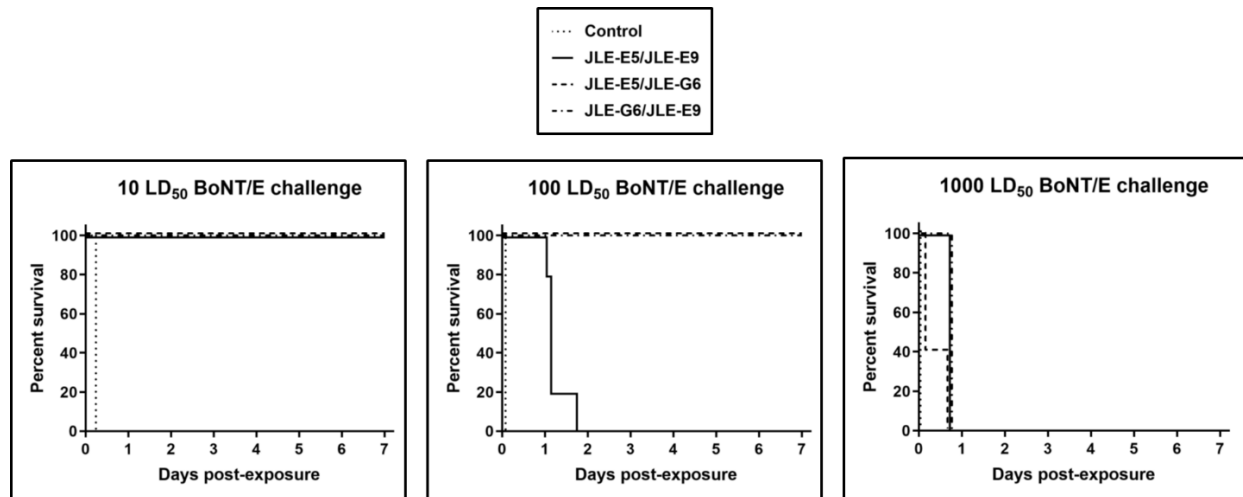 Control
JLE-E5/JLE-E9
JLE-E5/JLE-G6
JLE-G6/JLE-E9
10 LD50 BoNT/E challenge
Percent survival
100
80
60
40
20
0
0 1 2 3 4 5 6 7
Days post-exposure
100 LD50 BoNT/E challenge
Percent survival
100
80
60
40
20
0
0 1 2 3 4 5 6 7
Days post-exposure
1000 LD50 BoNT/E challenge
Percent survival
100
80
60
40
20
0
0 1 2 3 4 5 6 7
Days post-exposure